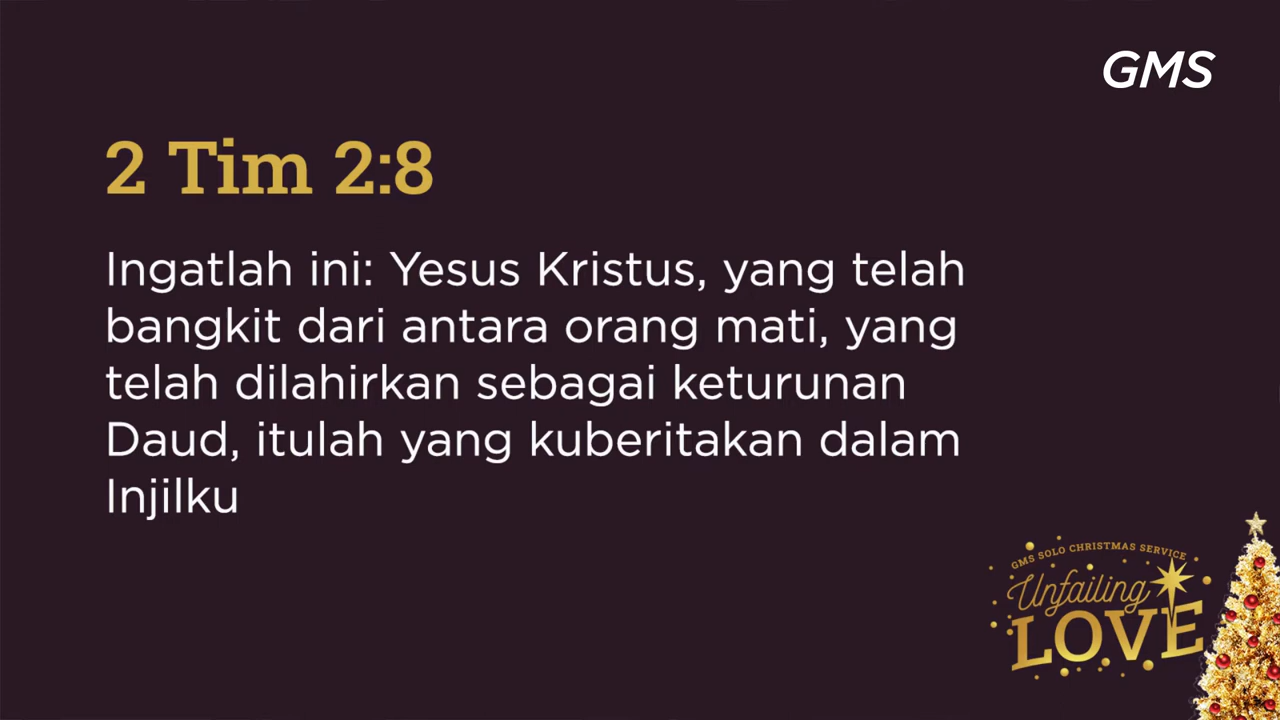 GMS
2 Tim 2:8
Ingatlah ini: Yesus Kristus, yang telah
bangkit dari antara orang mati, yang
telah dilahirkan sebagai keturunan
Daud, itulah yang kuberitakan dalam
Injilku
GMS SOLO CHRISTMAS SERVICE
Unfailing
LOVE